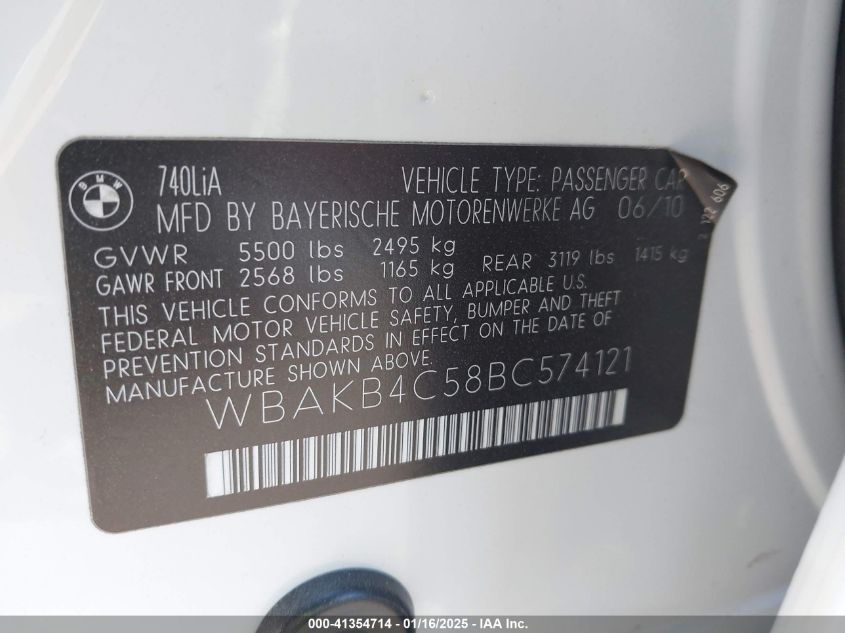 BMW
740LiA VEHICLE TYPE: PASSENGER CAR
MFD BY BAYERISCHE MOTORENWERKE AG 06/10
GVWR 5500 lbs 2495 kg
GAWR FRONT 2568 lbs 1165 kg REAR 3119 lbs 1415 kg
THIS VEHICLE CONFORMS TO ALL APPLICABLE U.S.
FEDERAL MOTOR VEHICLE SAFETY, BUMPER AND THEFT
PREVENTION STANDARDS IN EFFECT ON THE DATE OF
MANUFACTURE SHOWN ABOVE.
WBAKB4C58BC574121
000-41354714 - 01/16/2025 - IAA Inc.